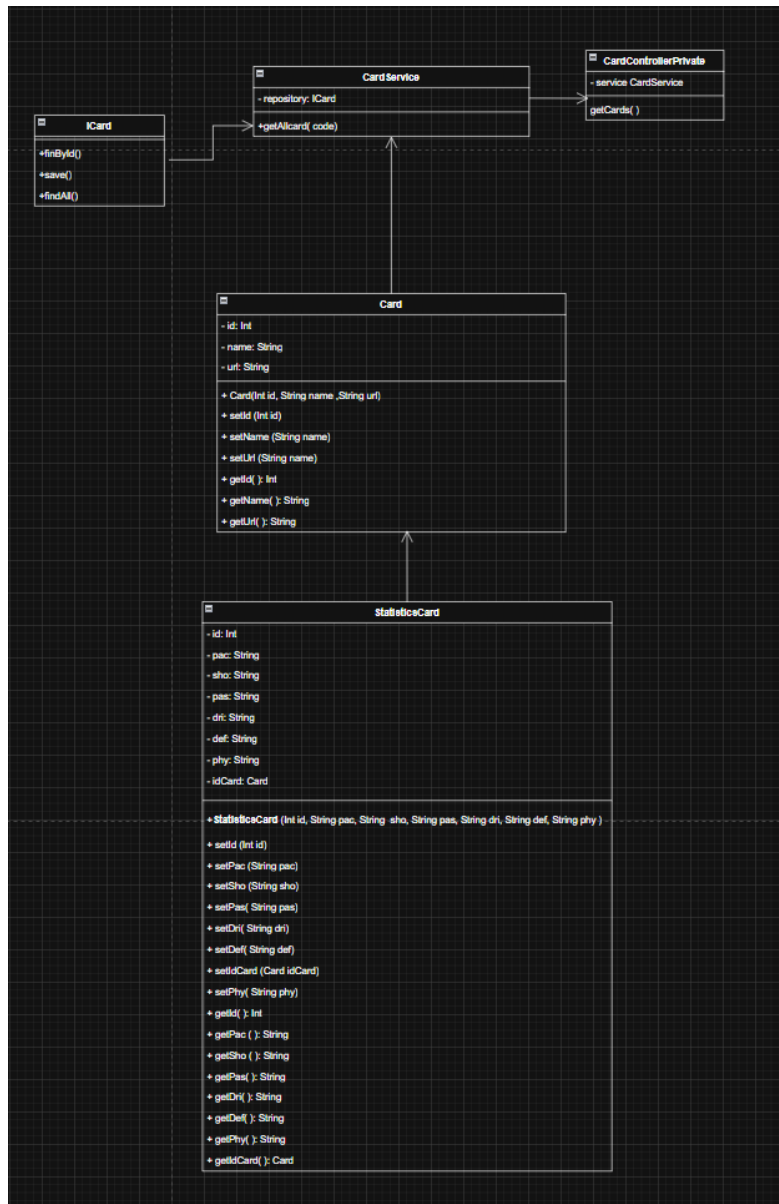 CardControllerPrivate
- service CardService
getCards( )
CardService
- repository: ICard
+getAllcard( code)
ICard
+finById()
+save()
+findAll()
Card
- id: Int
- name: String
- url: String
+ Card(Int id, String name ,String url)
+ setId (Int id)
+ setName (String name)
+ setUrl (String name)
+ getId( ): Int
+ getName( ): String
+ getUrl( ): String
StatisticeCard
- id: Int
- pac: String
- sho: String
- pas: String
- dri: String
- def: String
- phy: String
- idCard: Card
+StatisticeCard (Int id, String pac, String sho, String pas, String dri, String def, String phy )
+ setId (Int id)
+ setPac (String pac)
+ setSho (String sho)
+ setPas( String pas)
+ setDri( String dri)
+ setDef( String def)
+ setIdCard (Card idCard)
+ setPhy( String phy)
+ getId( ): Int
+ getPac ( ): String
+ getSho ( ): String
+ getPas( ): String
+ getDri( ): String
+ getDef( ): String
+ getPhy( ): String
+ getIdCard( ): Card